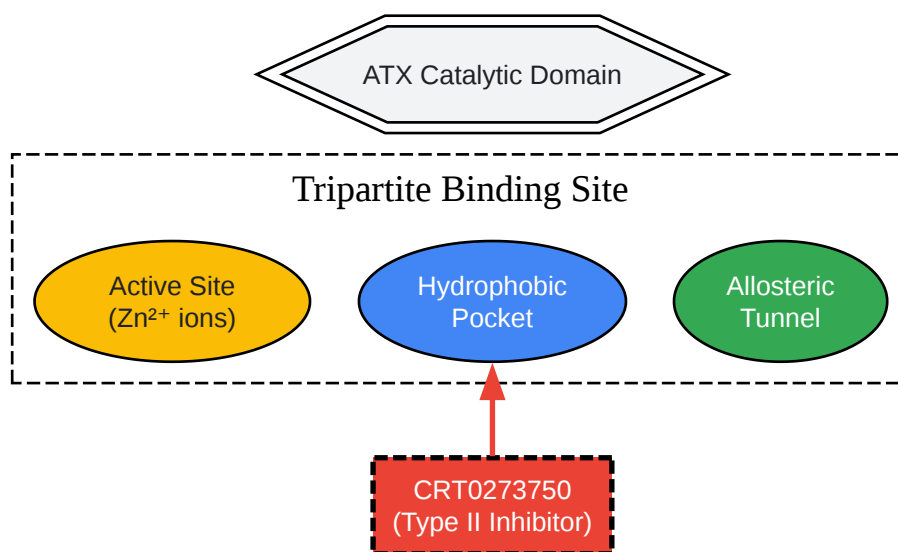 ATX Catalytic Domain
Tripartite Binding Site
Active Site
(Zn²⁺ ions)
Hydrophobic
Pocket
Allosteric
Tunnel
CRT0273750
(Type II Inhibitor)